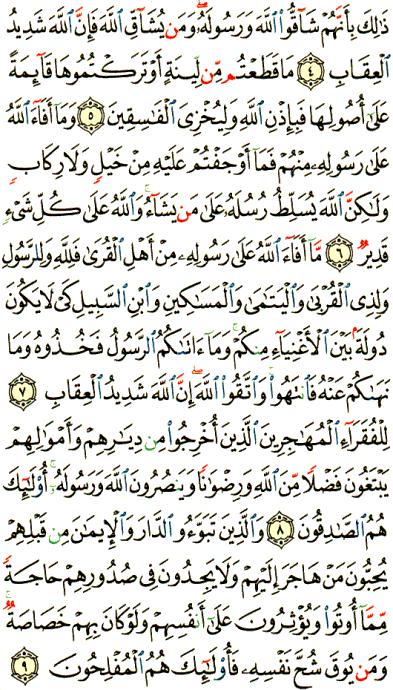 ذَٰلِكَ بِأَنَّهُمْ شَآقُّوا۟ ٱللَّهَ وَرَسُولَهُۥ ۖ وَمَن يُشَآقِّ ٱللَّهَ فَإِنَّ ٱللَّهَ شَدِيدُ
ٱلْعِقَابِ ٤ مَا قَطَعْتُم مِّن لِّينَةٍ أَوْ تَرَكْتُمُوهَا قَآئِمَةً
عَلَىٰٓ أُصُولِهَا فَبِإِذْنِ ٱللَّهِ وَلِيُخْزِىَ ٱلْفَـٰسِقِينَ ٥ وَمَآ أَفَآءَ ٱللَّهُ
عَلَىٰ رَسُولِهِۦ مِنْهُمْ فَمَآ أَوْجَفْتُمْ عَلَيْهِ مِنْ خَيْلٍ وَلَا رِكَابٍ
وَلَـٰكِنَّ ٱللَّهَ يُسَلِّطُ رُسُلَهُۥ عَلَىٰ مَن يَشَآءُ ۚ وَٱللَّهُ عَلَىٰ كُلِّ شَىْءٍ
قَدِيرٌ ٦ مَّآ أَفَآءَ ٱللَّهُ عَلَىٰ رَسُولِهِۦ مِنْ أَهْلِ ٱلْقُرَىٰ فَلِلَّهِ وَلِلرَّسُولِ
وَلِذِى ٱلْقُرْبَىٰ وَٱلْيَتَـٰمَىٰ وَٱلْمَسَـٰكِينِ وَٱبْنِ ٱلسَّبِيلِ كَىْ لَا يَكُونَ
دُولَةًۢ بَيْنَ ٱلْأَغْنِيَآءِ مِنكُمْ ۚ وَمَآ ءَاتَىٰكُمُ ٱلرَّسُولُ فَخُذُوهُ وَمَا
نَهَىٰكُمْ عَنْهُ فَٱنتَهُوا۟ ۚ وَٱتَّقُوا۟ ٱللَّهَ ۖ إِنَّ ٱللَّهَ شَدِيدُ ٱلْعِقَابِ ٧
لِلْفُقَرَآءِ ٱلْمُهَـٰجِرِينَ ٱلَّذِينَ أُخْرِجُوا۟ مِن دِيَـٰرِهِمْ وَأَمْوَٰلِهِمْ
يَبْتَغُونَ فَضْلًا مِّنَ ٱللَّهِ وَرِضْوَٰنًا وَيَنصُرُونَ ٱللَّهَ وَرَسُولَهُۥٓ ۚ أُو۟لَـٰٓئِكَ
هُمُ ٱلصَّـٰدِقُونَ ٨ وَٱلَّذِينَ تَبَوَّءُو ٱلدَّارَ وَٱلْإِيمَـٰنَ مِن قَبْلِهِمْ
يُحِبُّونَ مَنْ هَاجَرَ إِلَيْهِمْ وَلَا يَجِدُونَ فِى صُدُورِهِمْ حَاجَةً
مِّمَّآ أُوتُوا۟ وَيُؤْثِرُونَ عَلَىٰٓ أَنفُسِهِمْ وَلَوْ كَانَ بِهِمْ خَصَاصَةٌ ۚ
وَمَن يُوقَ شُحَّ نَفْسِهِۦ فَأُو۟لَـٰٓئِكَ هُمُ ٱلْمُفْلِحُونَ ٩